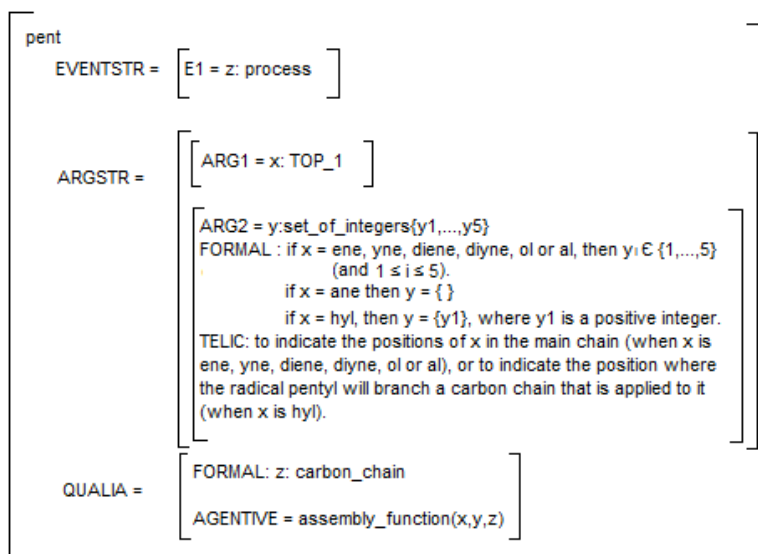 pent
EVENTSTR = E1 = z: process
ARGSTR =
ARG1 = x: TOP_1
ARG2 = y:set_of_integers{y1,...,y5}
FORMAL : if x = ene, yne, diene, diyne, ol or al, then yi Є {1,...,5}
(and 1 ≤ i ≤ 5).
if x = ane then y = { }
if x = hyl, then y = {y1}, where y1 is a positive integer.
TELIC: to indicate the positions of x in the main chain (when x is
ene, yne, diene, diyne, ol or al), or to indicate the position where
the radical pentyl will branch a carbon chain that is applied to it
(when x is hyl).
QUALIA =
FORMAL: z: carbon_chain
AGENTIVE = assembly_function(x,y,z)